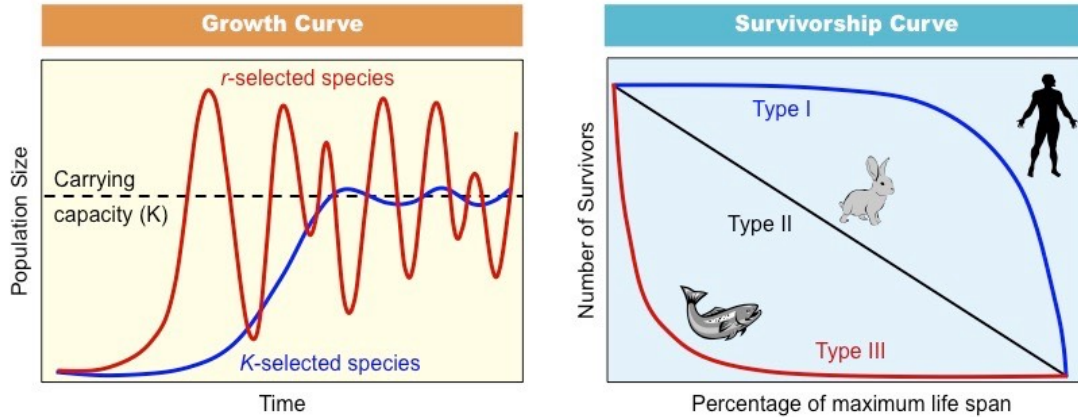 Growth Curve
r-selected species
Carrying
capacity (K)
K-selected species
Population Size
Time
Survivorship Curve
Type I
Type II
Type III
Number of Survivors
Percentage of maximum life span